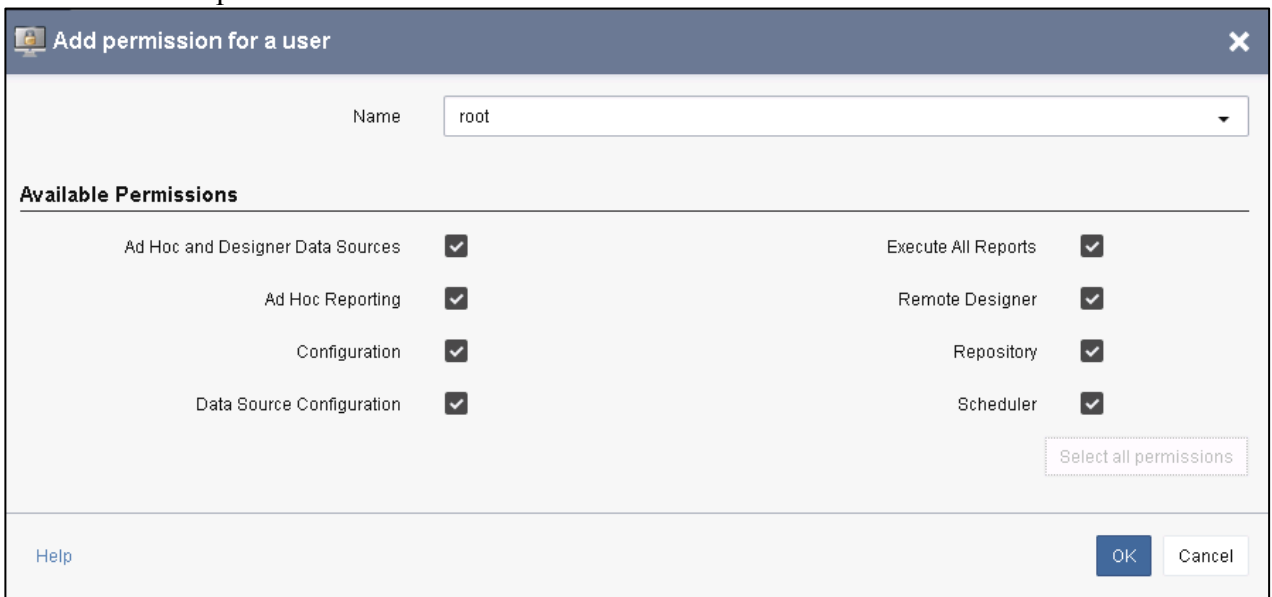 Add permission for a user
Name root
Available Permissions
Ad Hoc and Designer Data Sources Execute All Reports
Ad Hoc Reporting Remote Designer
Configuration Repository
Data Source Configuration Scheduler
Select all permissions
Help OK Cancel